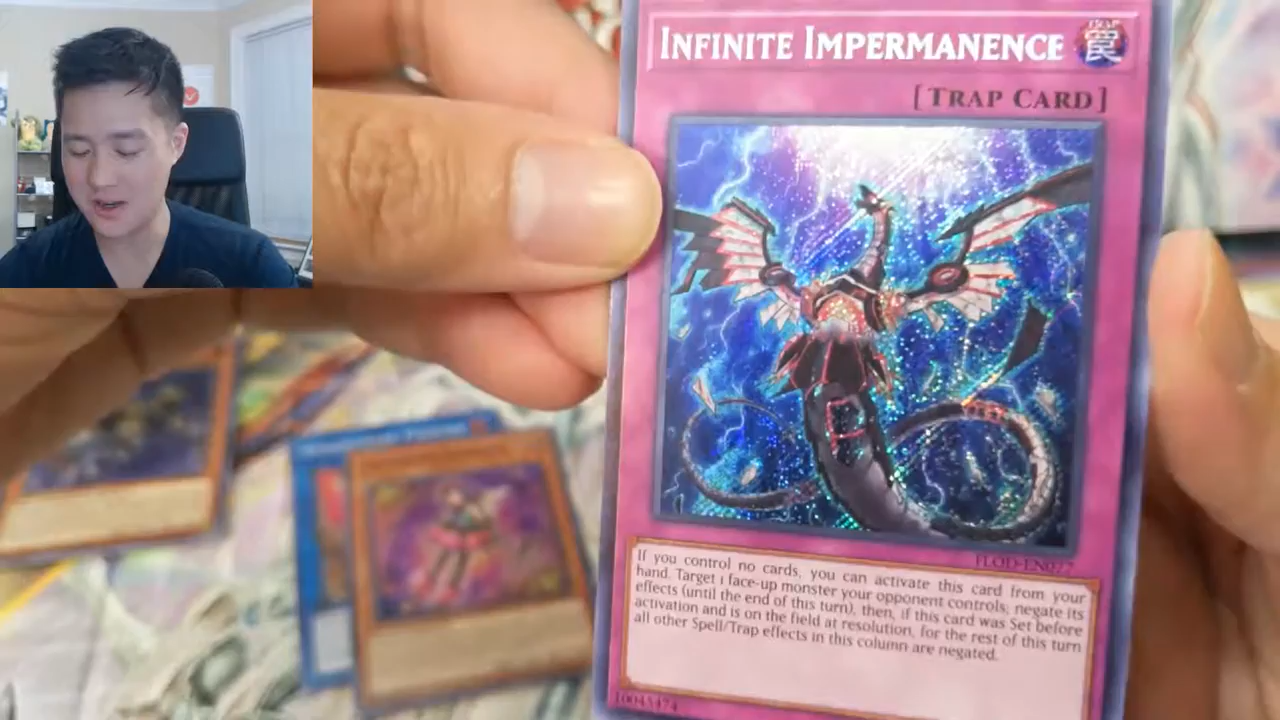 INFINITE IMPERMANENCE
[TRAP CARD]
FLOD-EN077
If you control no cards, you can activate this card from your
hand. Target 1 face-up monster your opponent controls; negate its
effects (until the end of this turn), then, if this card was Set before
activation and is on the field at resolution, for the rest of this turn
all other Spell/Trap effects in this column are negated.
10045474